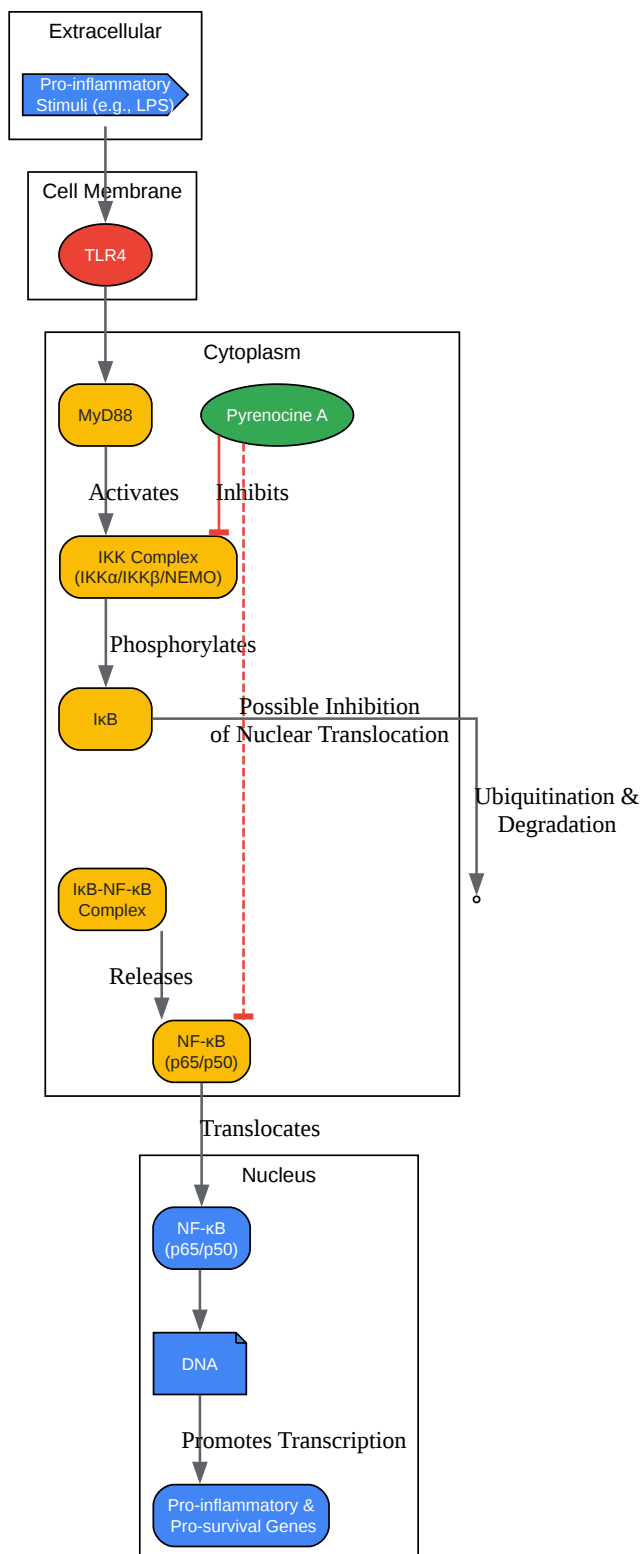 Extracellular
Pro-inflammatory
Stimuli (e.g., LPS)
Cell Membrane
TLR4
Cytoplasm
MyD88
Pyrenocine A
Activates
Inhibits
IKK Complex
(IKKα/IKKβ/NEMO)
Phosphorylates
IκB
Possible Inhibition
of Nuclear Translocation
Ubiquitination &
Degradation
IκB-NF-κB
Complex
Releases
NF-κB
(p65/p50)
Translocates
Nucleus
NF-κB
(p65/p50)
DNA
Promotes Transcription
Pro-inflammatory &
Pro-survival Genes